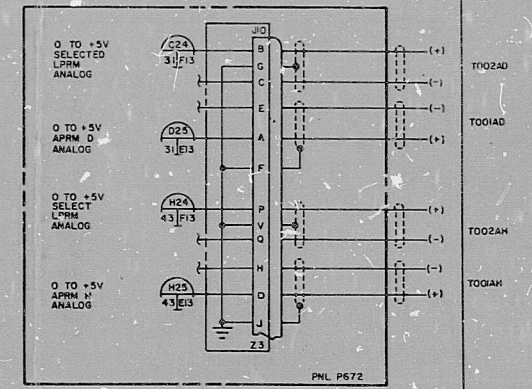 J10
0 TO +5V
SELECTED
LPRM
ANALOG
C24
31 F13
B
G
C
(+)
(-)
T002AD
E
(-)
T001AD
0 TO +5V
APRM D
ANALOG
D25
31 E13
A
F
(+)
0 TO +5V
SELECT
LPRM
ANALOG
H24
43 F13
P
V
Q
(+)
(-)
T002AH
H
(-)
T001AH
0 TO +5V
APRM H
ANALOG
H25
43 E13
D
J
(+)
Z3
PNL P672